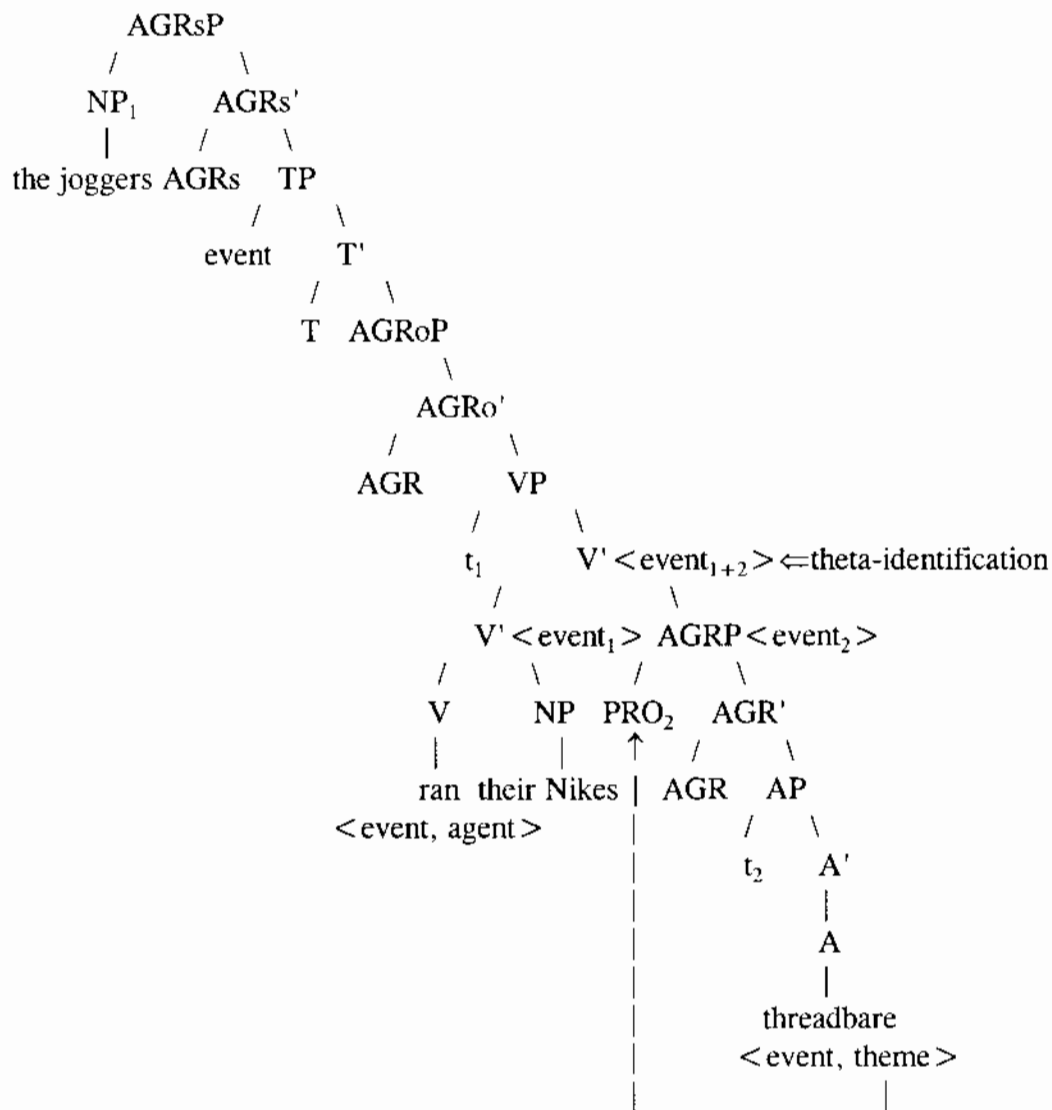 AGRsP
NP₁ AGRs'
the joggers AGRs TP
event T'
T AGRoP
AGRo'
AGR VP
t₁ V' <event₁₊₂> ⇐theta-identification
V' <event₁> AGRP<event₂>
V NP PRO₂ AGR'
ran their Nikes AGR AP
<event, agent>
t₂ A'
A
threadbare
<event, theme>